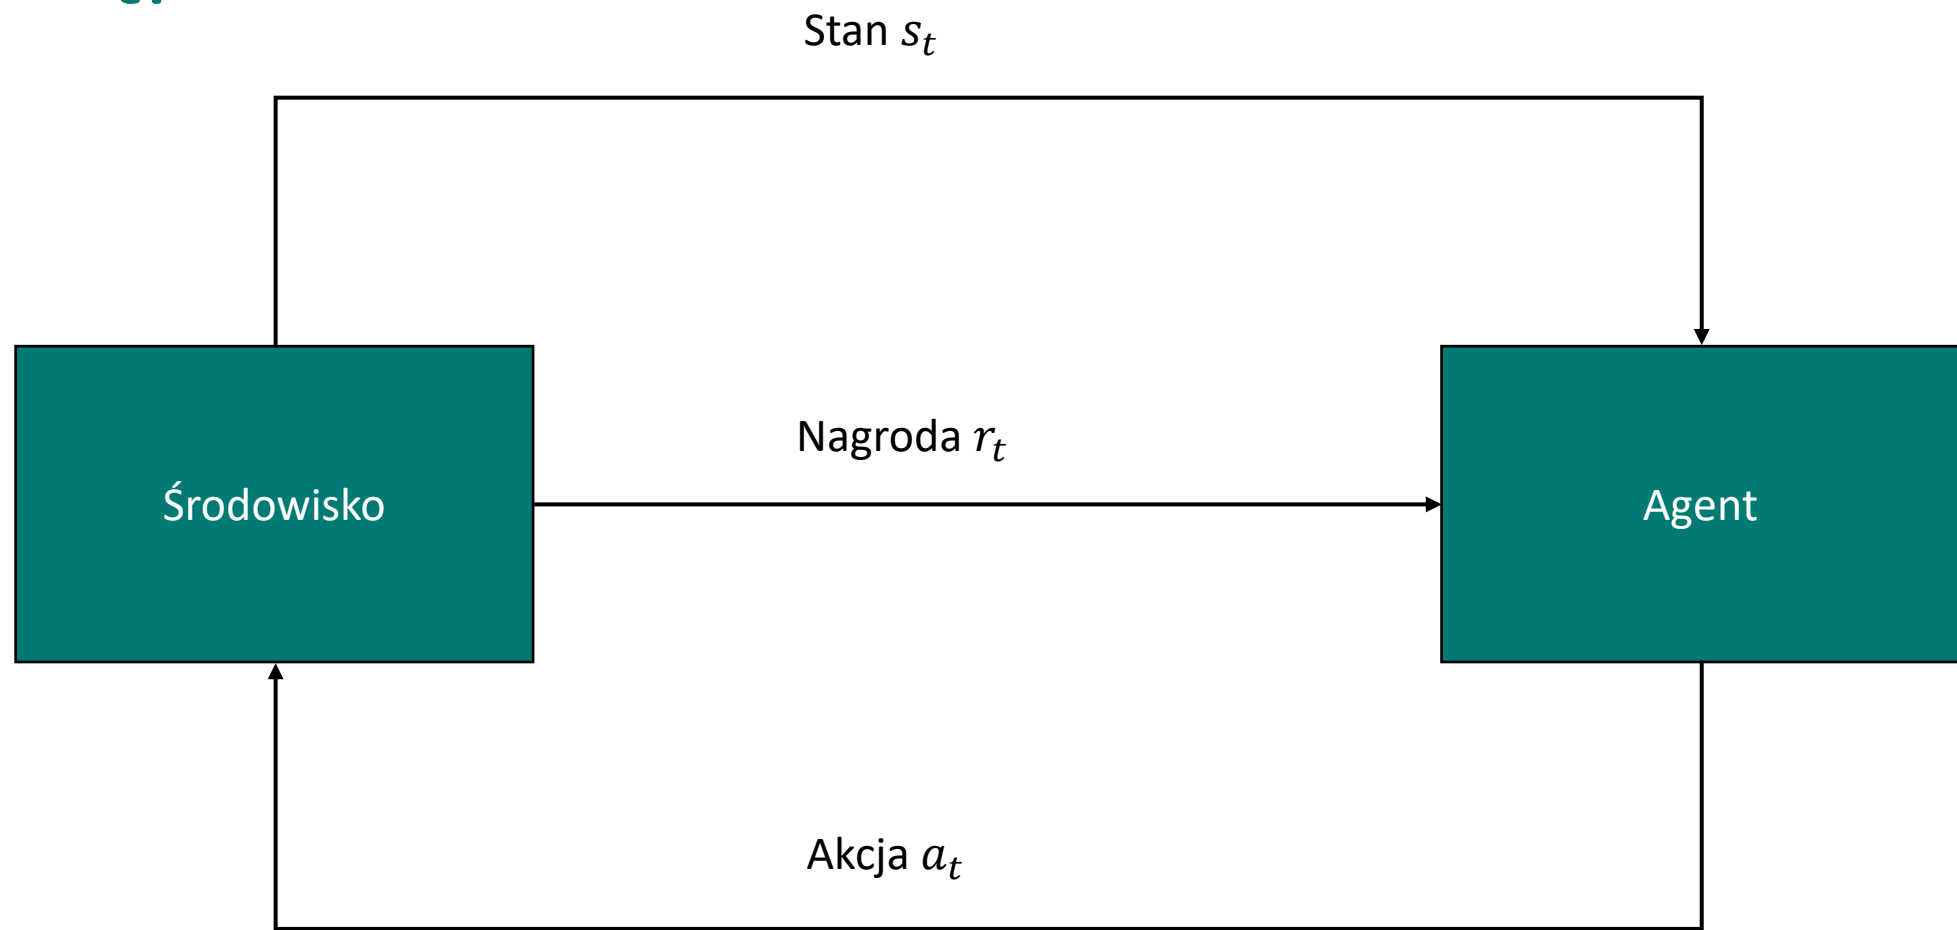 Stan s_t
Nagroda r_t
Środowisko
Agent
Akcja a_t